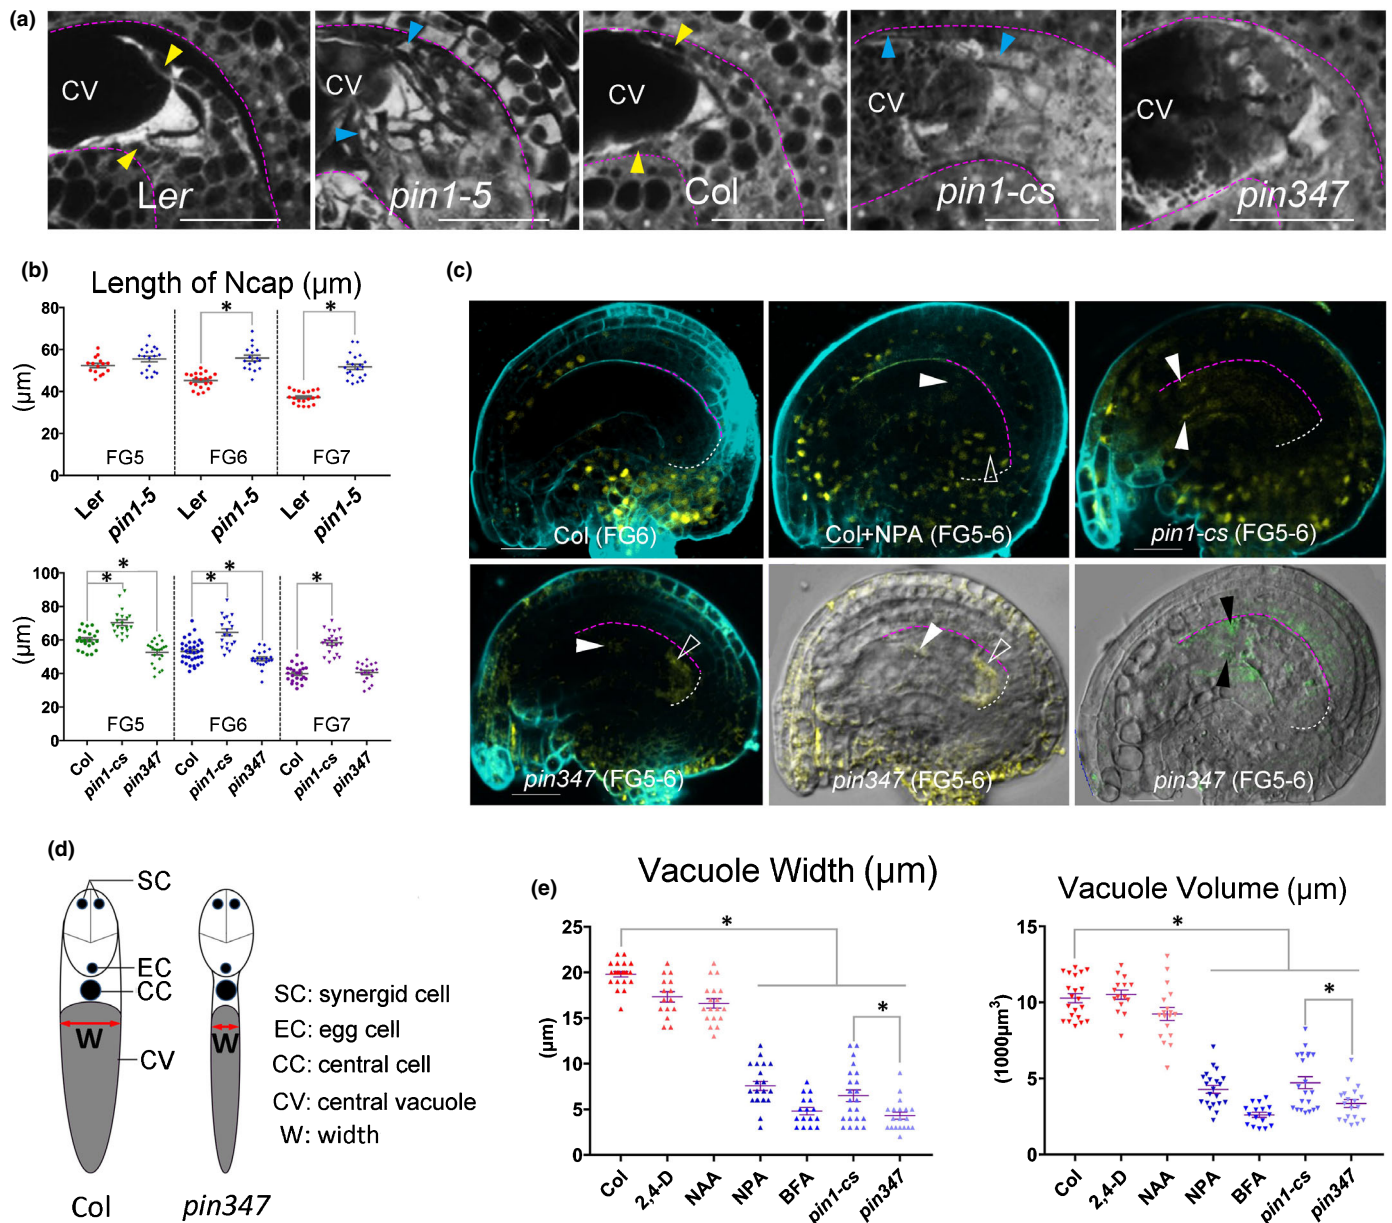 (a)
CV
Ler
CV
pin1-5
CV
Col
CV
pin1-cs
CV
pin347
(b)
Length of Ncap (μm)
(μm)
80
60
40
20
0
FG5
FG6
FG7
*
*
Ler
pin1-5
Ler
pin1-5
Ler
pin1-5
(μm)
100
80
60
40
20
0
*
*
*
*
*
FG5
FG6
FG7
Col
pin1-cs
pin347
Col
pin1-cs
pin347
Col
pin1-cs
pin347
(c)
Col (FG6)
Col+NPA (FG5-6)
pin1-cs (FG5-6)
pin347 (FG5-6)
pin347 (FG5-6)
pin347 (FG5-6)
(d)
SC
EC
CC
W
W
CV
Col
pin347
SC: synergid cell
EC: egg cell
CC: central cell
CV: central vacuole
W: width
(e)
Vacuole Width (μm)
(μm)
25
20
15
10
5
0
*
*
Col
2,4-D
NAA
NPA
BFA
pin1-cs
pin347
Vacuole Volume (μm)
(1000μm³)
15
10
5
0
*
*
Col
2,4-D
NAA
NPA
BFA
pin1-cs
pin347